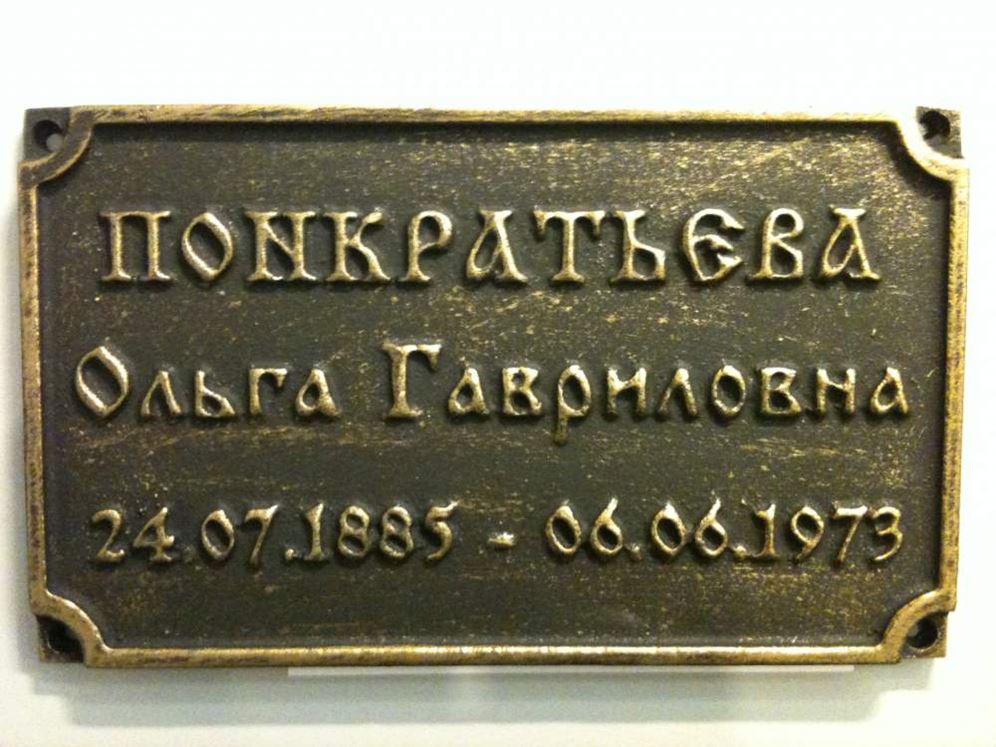 ПОНКРАТЬЕВА
Ольга Гавриловна
24.07.1885 - 06.06.1973